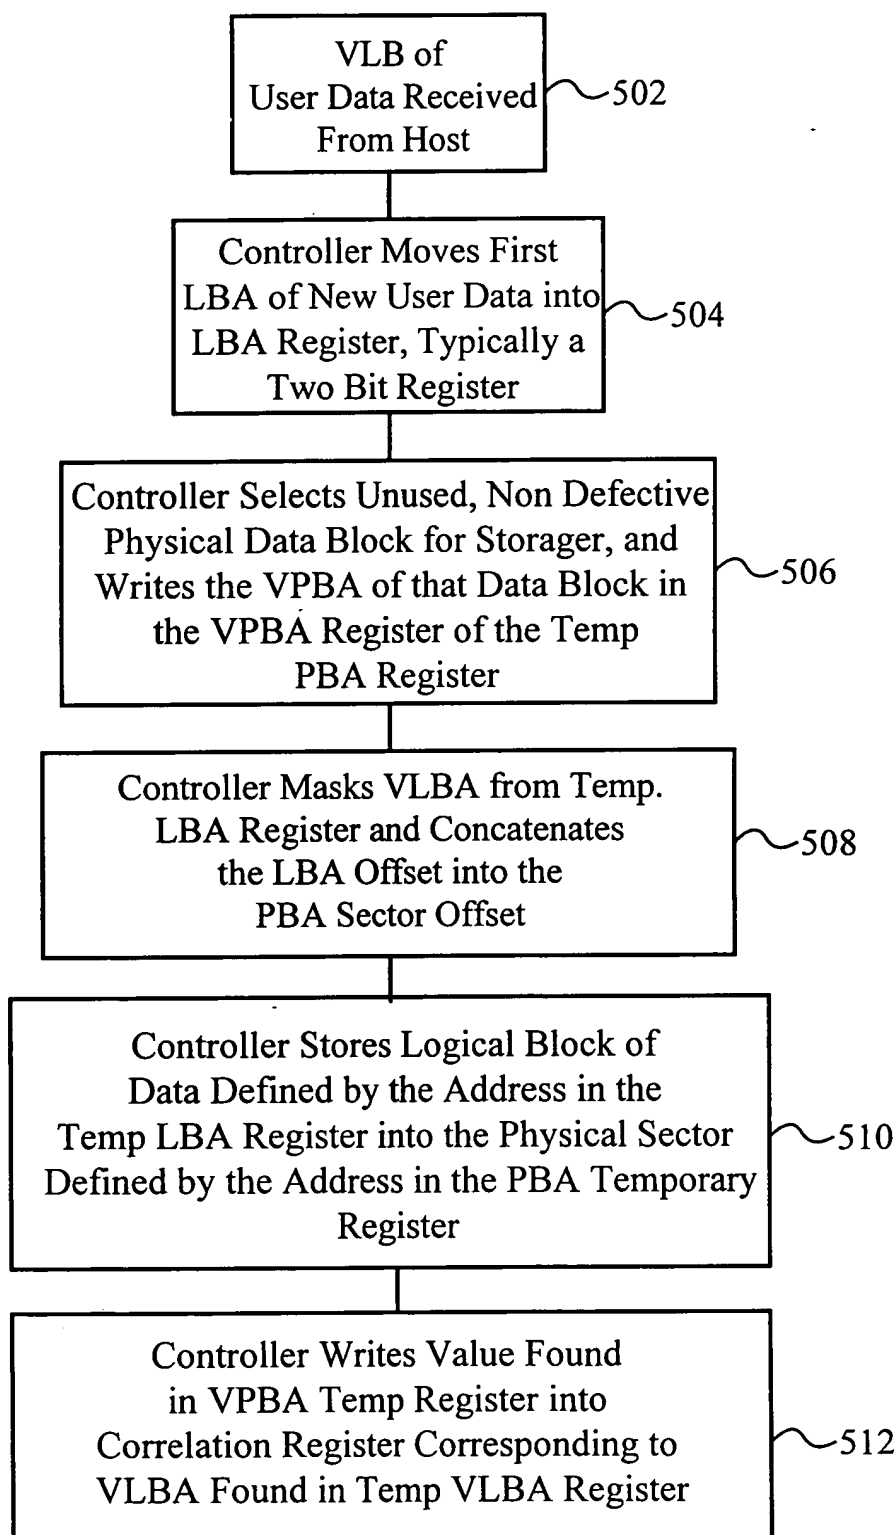 VLB of
User Data Received
From Host
502
Controller Moves First
LBA of New User Data into
LBA Register, Typically a
Two Bit Register
504
Controller Selects Unused, Non Defective
Physical Data Block for Storager, and
Writes the VPBA of that Data Block in
the VPBA Register of the Temp
PBA Register
506
Controller Masks VLBA from Temp.
LBA Register and Concatenates
the LBA Offset into the
PBA Sector Offset
508
Controller Stores Logical Block of
Data Defined by the Address in the
Temp LBA Register into the Physical Sector
Defined by the Address in the PBA Temporary
Register
510
Controller Writes Value Found
in VPBA Temp Register into
Correlation Register Corresponding to
VLBA Found in Temp VLBA Register
512